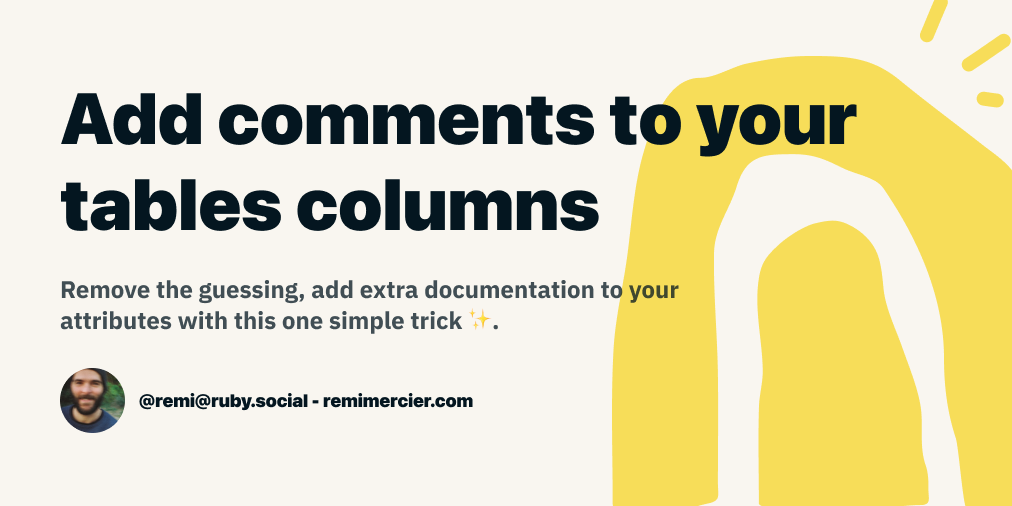 Add comments to your
tables columns
Remove the guessing, add extra documentation to your
attributes with this one simple trick ✨.
@remi@ruby.social - remimercier.com